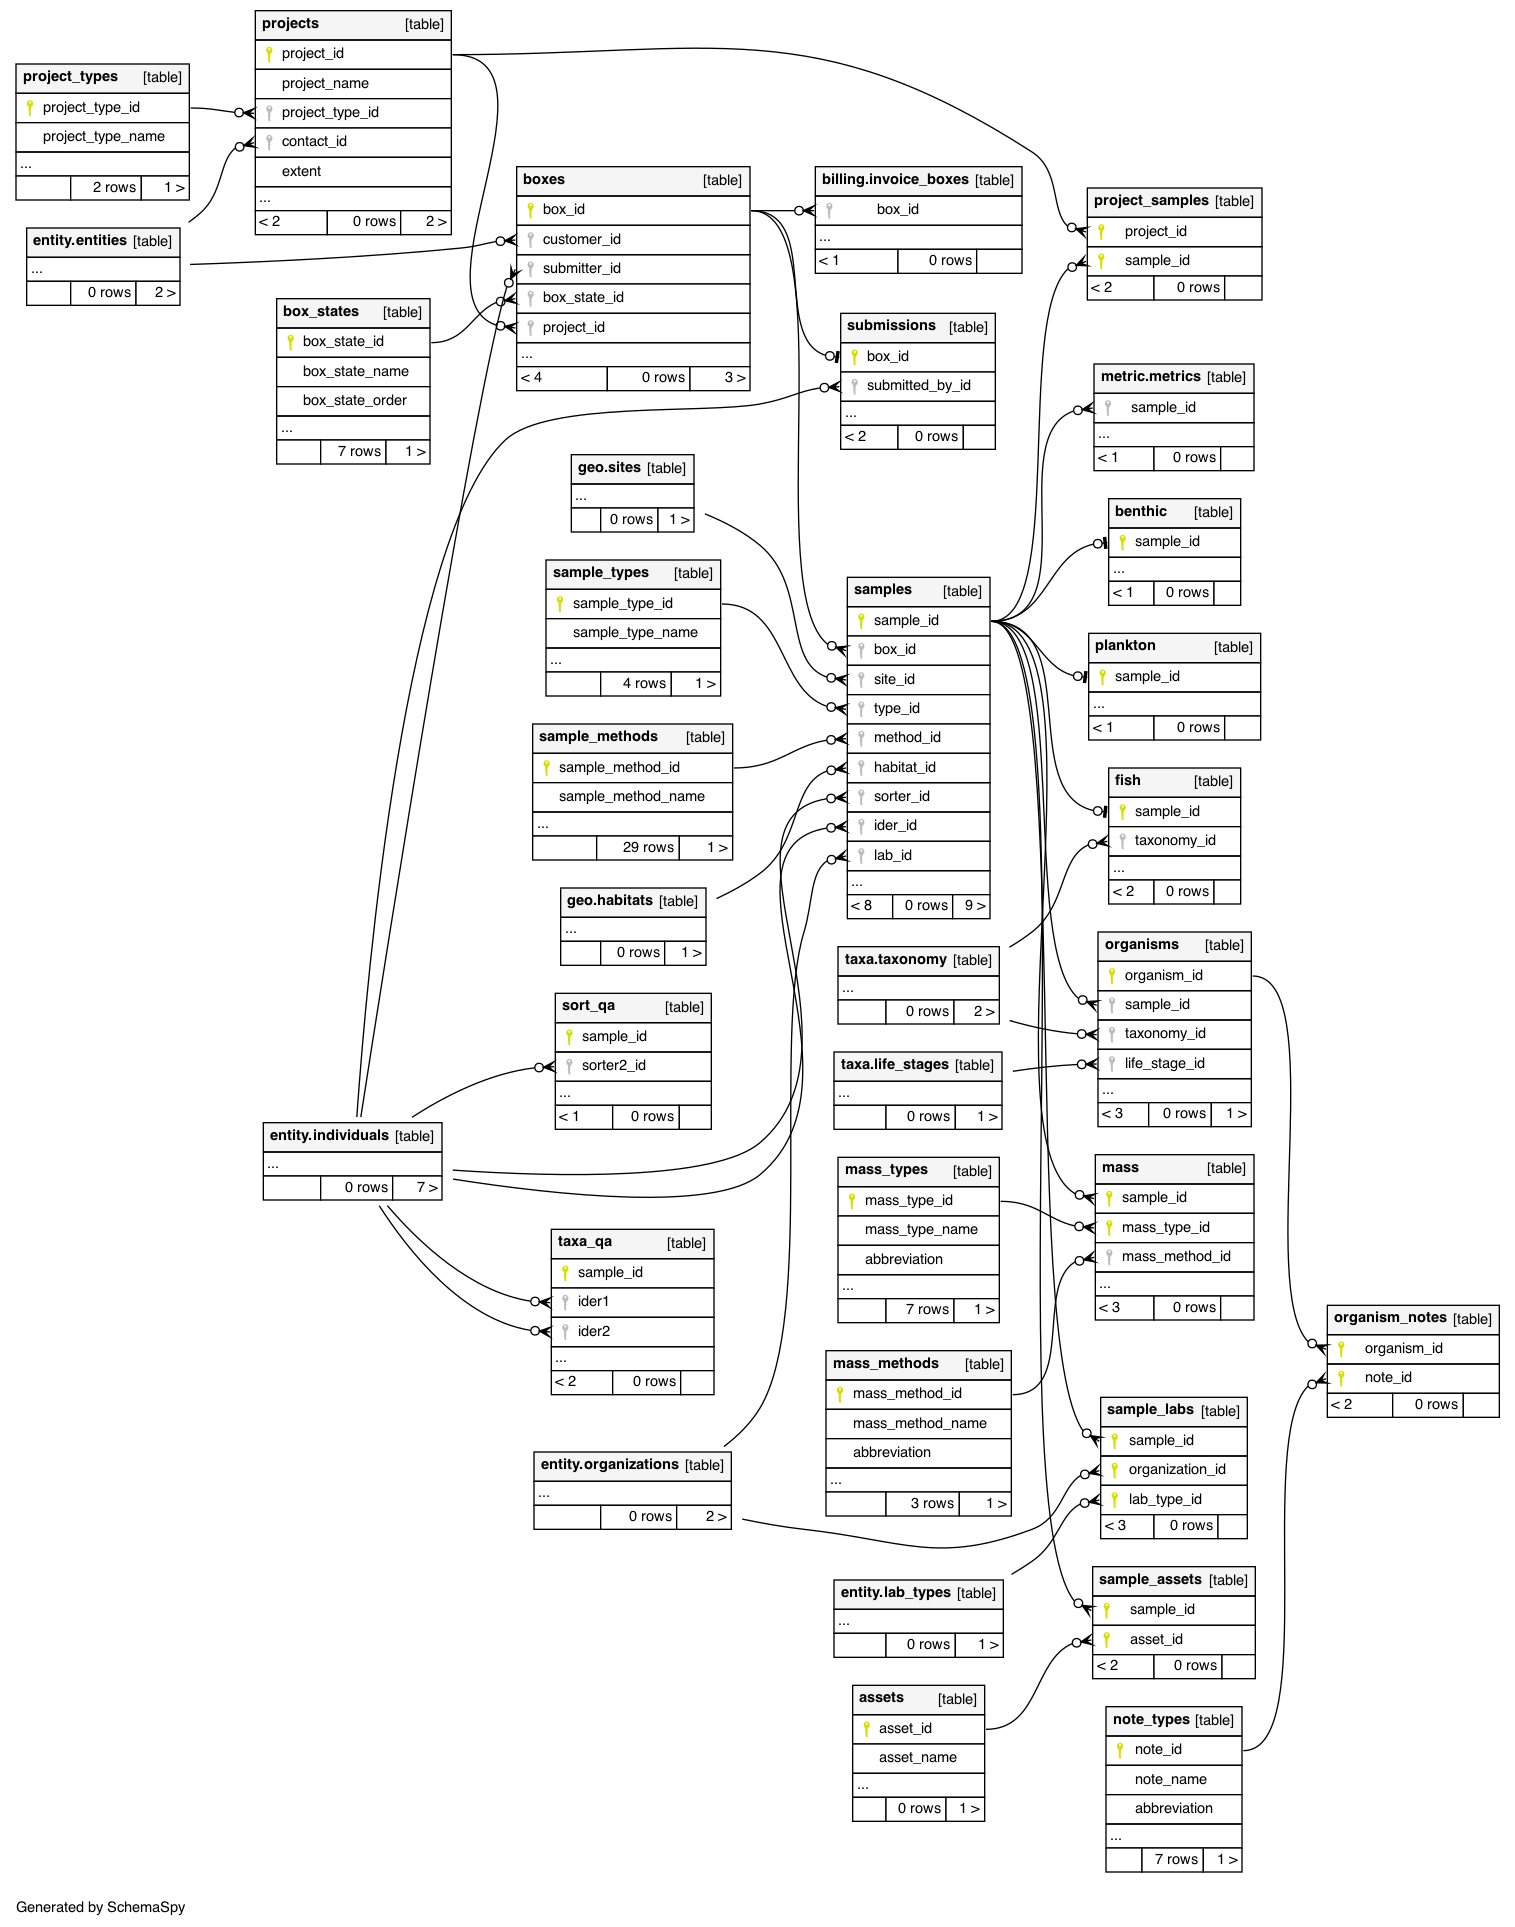 projects [table]
project_id
project_name
project_type_id
contact_id
extent
...
< 2 0 rows 2 >
project_types [table]
project_type_id
project_type_name
...
2 rows 1 >
entity.entities [table]
...
0 rows 2 >
boxes [table]
box_id
customer_id
submitter_id
box_state_id
project_id
...
< 4 0 rows 3 >
box_states [table]
box_state_id
box_state_name
box_state_order
...
7 rows 1 >
billing.invoice_boxes [table]
box_id
...
< 1 0 rows
project_samples [table]
project_id
sample_id
< 2 0 rows
submissions [table]
box_id
submitted_by_id
...
< 2 0 rows
metric.metrics [table]
sample_id
...
< 1 0 rows
geo.sites [table]
...
0 rows 1 >
benthic [table]
sample_id
...
< 1 0 rows
sample_types [table]
sample_type_id
sample_type_name
...
4 rows 1 >
samples [table]
sample_id
box_id
site_id
type_id
method_id
habitat_id
sorter_id
ider_id
lab_id
...
< 8 0 rows 9 >
plankton [table]
sample_id
...
< 1 0 rows
sample_methods [table]
sample_method_id
sample_method_name
...
29 rows 1 >
fish [table]
sample_id
taxonomy_id
...
< 2 0 rows
geo.habitats [table]
...
0 rows 1 >
taxa.taxonomy [table]
...
0 rows 2 >
organisms [table]
organism_id
sample_id
taxonomy_id
life_stage_id
...
< 3 0 rows 1 >
sort_qa [table]
sample_id
sorter2_id
...
< 1 0 rows
taxa.life_stages [table]
...
0 rows 1 >
entity.individuals [table]
...
0 rows 7 >
mass_types [table]
mass_type_id
mass_type_name
abbreviation
...
7 rows 1 >
mass [table]
sample_id
mass_type_id
mass_method_id
...
< 3 0 rows
taxa_qa [table]
sample_id
ider1
ider2
...
< 2 0 rows
organism_notes [table]
organism_id
note_id
< 2 0 rows
mass_methods [table]
mass_method_id
mass_method_name
abbreviation
...
3 rows 1 >
sample_labs [table]
sample_id
organization_id
lab_type_id
< 3 0 rows
entity.organizations [table]
...
0 rows 2 >
entity.lab_types [table]
...
0 rows 1 >
sample_assets [table]
sample_id
asset_id
< 2 0 rows
assets [table]
asset_id
asset_name
...
0 rows 1 >
note_types [table]
note_id
note_name
abbreviation
...
7 rows 1 >
Generated by SchemaSpy